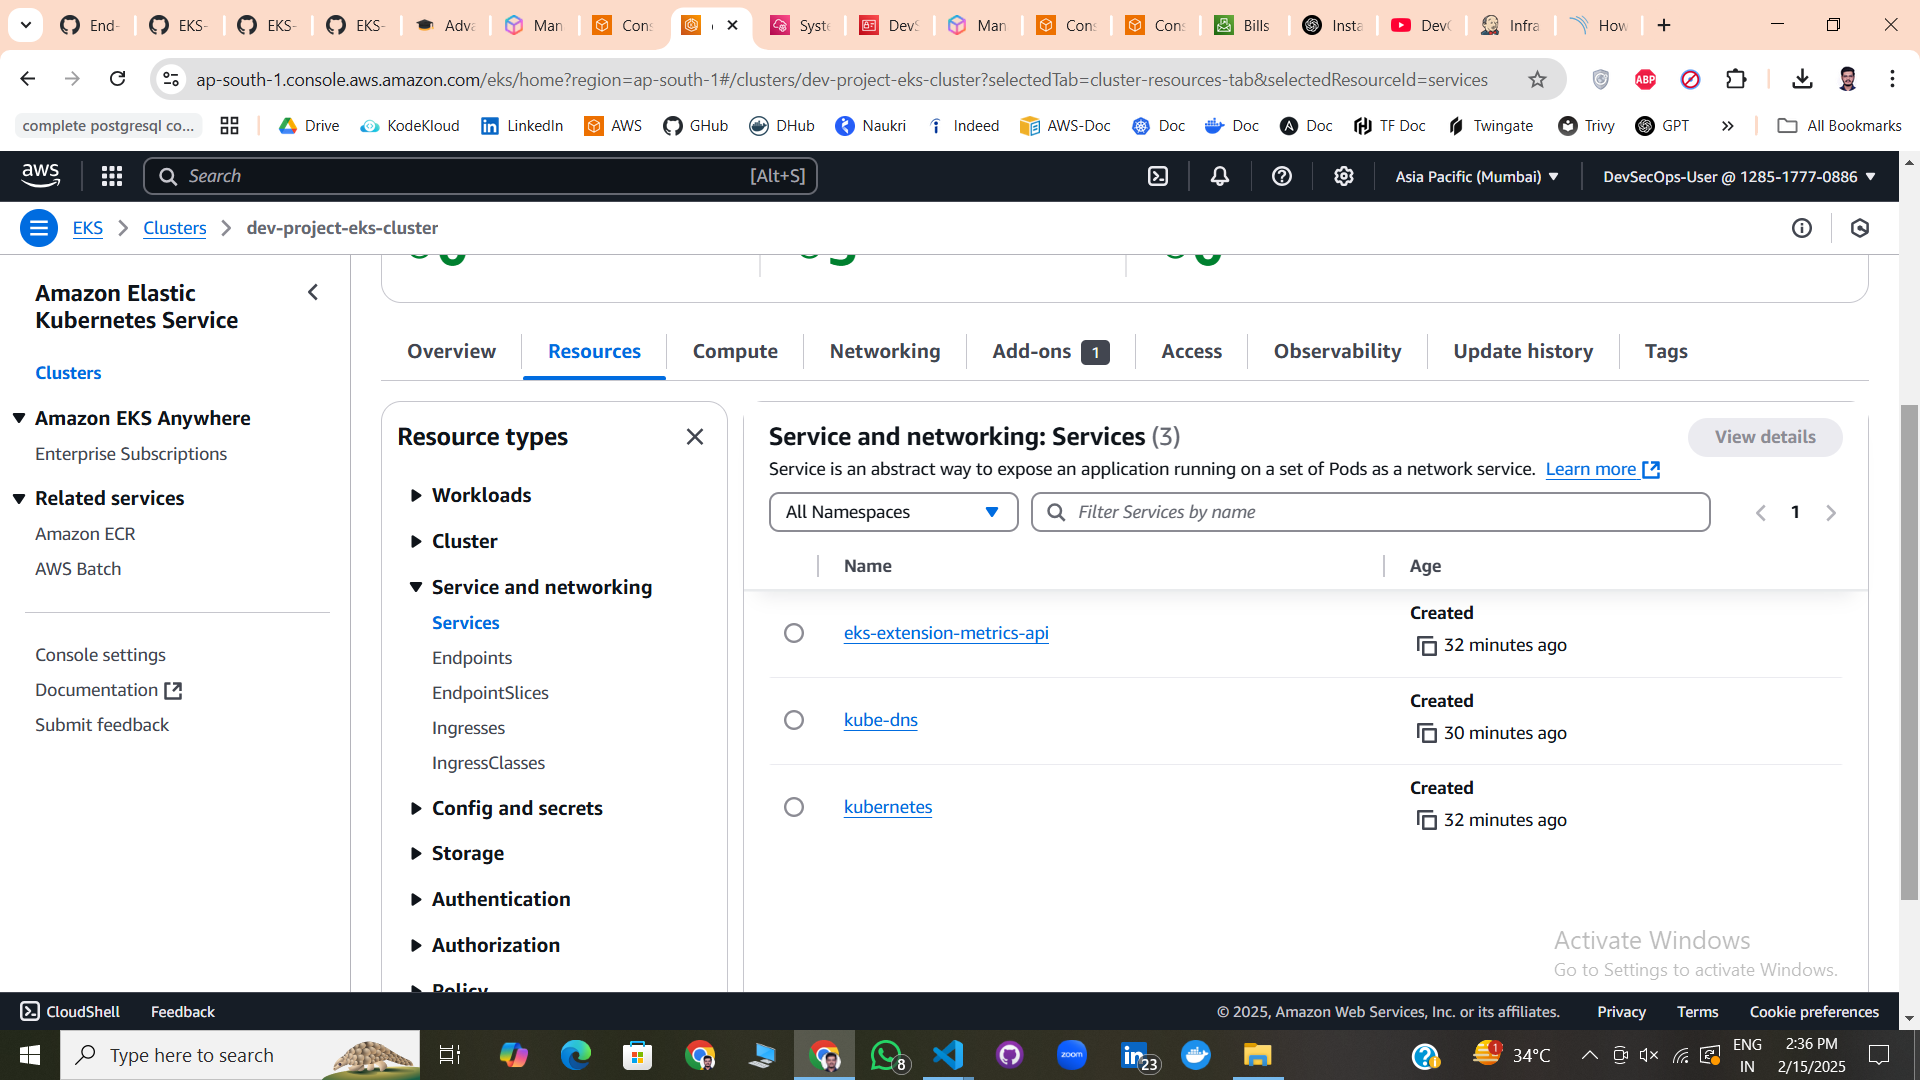 End-
EKS-
EKS-
EKS-
Adva
Man
Cons
Syste
DevS
Man
Cons
Cons
Bills
Insta
DevO
Infra
How
ap-south-1.console.aws.amazon.com/eks/home?region=ap-south-1#/clusters/dev-project-eks-cluster?selectedTab=cluster-resources-tab&selectedResourceId=services
ABP
complete postgresql co...
Drive
KodeKloud
LinkedIn
AWS
GHub
DHub
Naukri
Indeed
AWS-Doc
Doc
Doc
Doc
TF Doc
Twingate
Trivy
GPT
All Bookmarks
aws
Search
[Alt+S]
Asia Pacific (Mumbai)
DevSecOps-User @ 1285-1777-0886
EKS
Clusters
dev-project-eks-cluster
Amazon Elastic
Kubernetes Service
Clusters
Amazon EKS Anywhere
Enterprise Subscriptions
Related services
Amazon ECR
AWS Batch
Console settings
Documentation
Submit feedback
Overview
Resources
Compute
Networking
Add-ons 1
Access
Observability
Update history
Tags
Resource types
Workloads
Cluster
Service and networking
Services
Endpoints
EndpointSlices
Ingresses
IngressClasses
Config and secrets
Storage
Authentication
Authorization
Policy
Service and networking: Services (3)
View details
Service is an abstract way to expose an application running on a set of Pods as a network service. Learn more
All Namespaces
Filter Services by name
1
Name
Age
eks-extension-metrics-api
Created
32 minutes ago
kube-dns
Created
30 minutes ago
kubernetes
Created
32 minutes ago
Activate Windows
Go to Settings to activate Windows.
CloudShell
Feedback
© 2025, Amazon Web Services, Inc. or its affiliates.
Privacy
Terms
Cookie preferences
Type here to search
8
zoom
23
1
34°C
ENG
IN
2:36 PM
2/15/2025